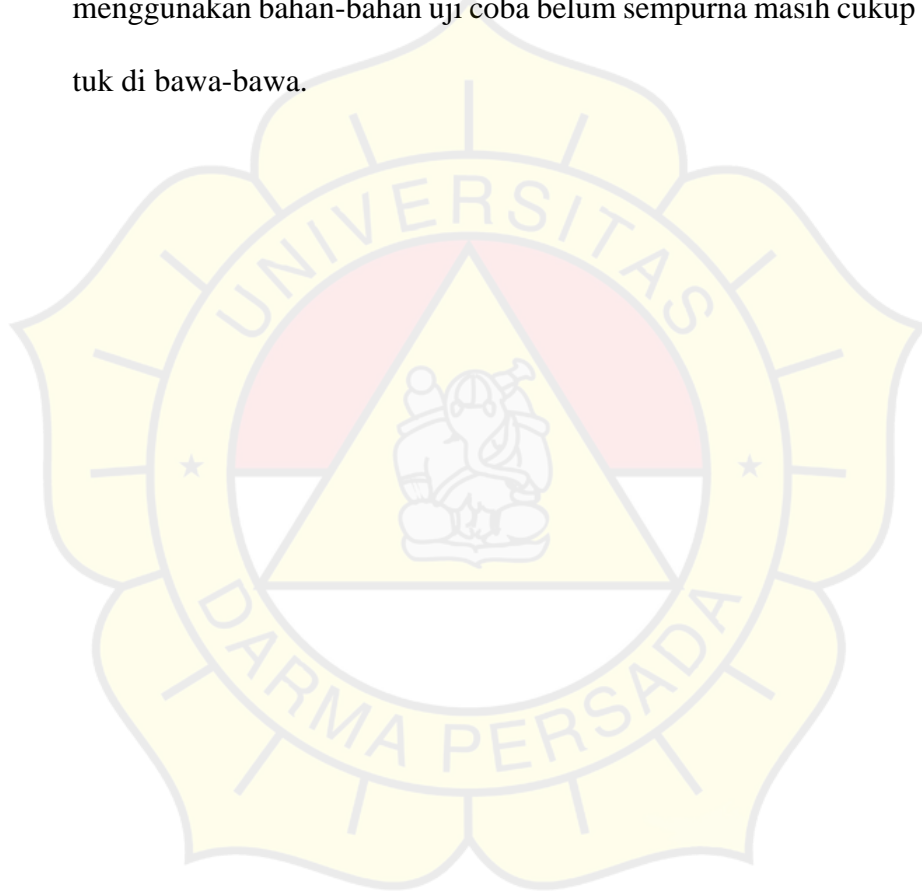 menggunakan bahan-bahan uji coba belum sempurna masih cukup
tuk di bawa-bawa.
UNIVERSITAS
DARMA PERSADA